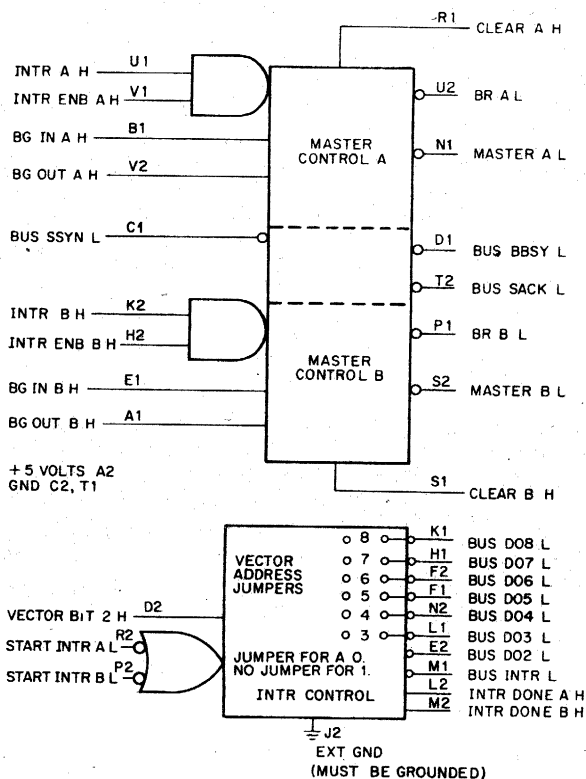 R1 CLEAR A H
INTR A H U1
INTR ENB A H V1
U2 BR A L
BG IN A H B1
MASTER
CONTROL A
N1 MASTER A L
BG OUT A H V2
BUS SSYN L C1
D1 BUS BBSY L
T2 BUS SACK L
INTR B H K2
INTR ENB B H H2
P1 BR B L
MASTER
CONTROL B
BG IN B H E1
S2 MASTER B L
BG OUT B H A1
+5 VOLTS A2
GND C2, T1
S1 CLEAR B H
VECTOR
ADDRESS
JUMPERS
8 K1 BUS D08 L
7 H1 BUS D07 L
6 F2 BUS D06 L
5 F1 BUS D05 L
4 N2 BUS D04 L
3 L1 BUS D03 L
E2 BUS D02 L
M1 BUS INTR L
L2 INTR DONE A H
M2 INTR DONE B H
VECTOR BIT 2 H D2
START INTR A L R2
START INTR B L P2
JUMPER FOR A 0.
NO JUMPER FOR 1.
INTR CONTROL
J2
EXT GND
(MUST BE GROUNDED)